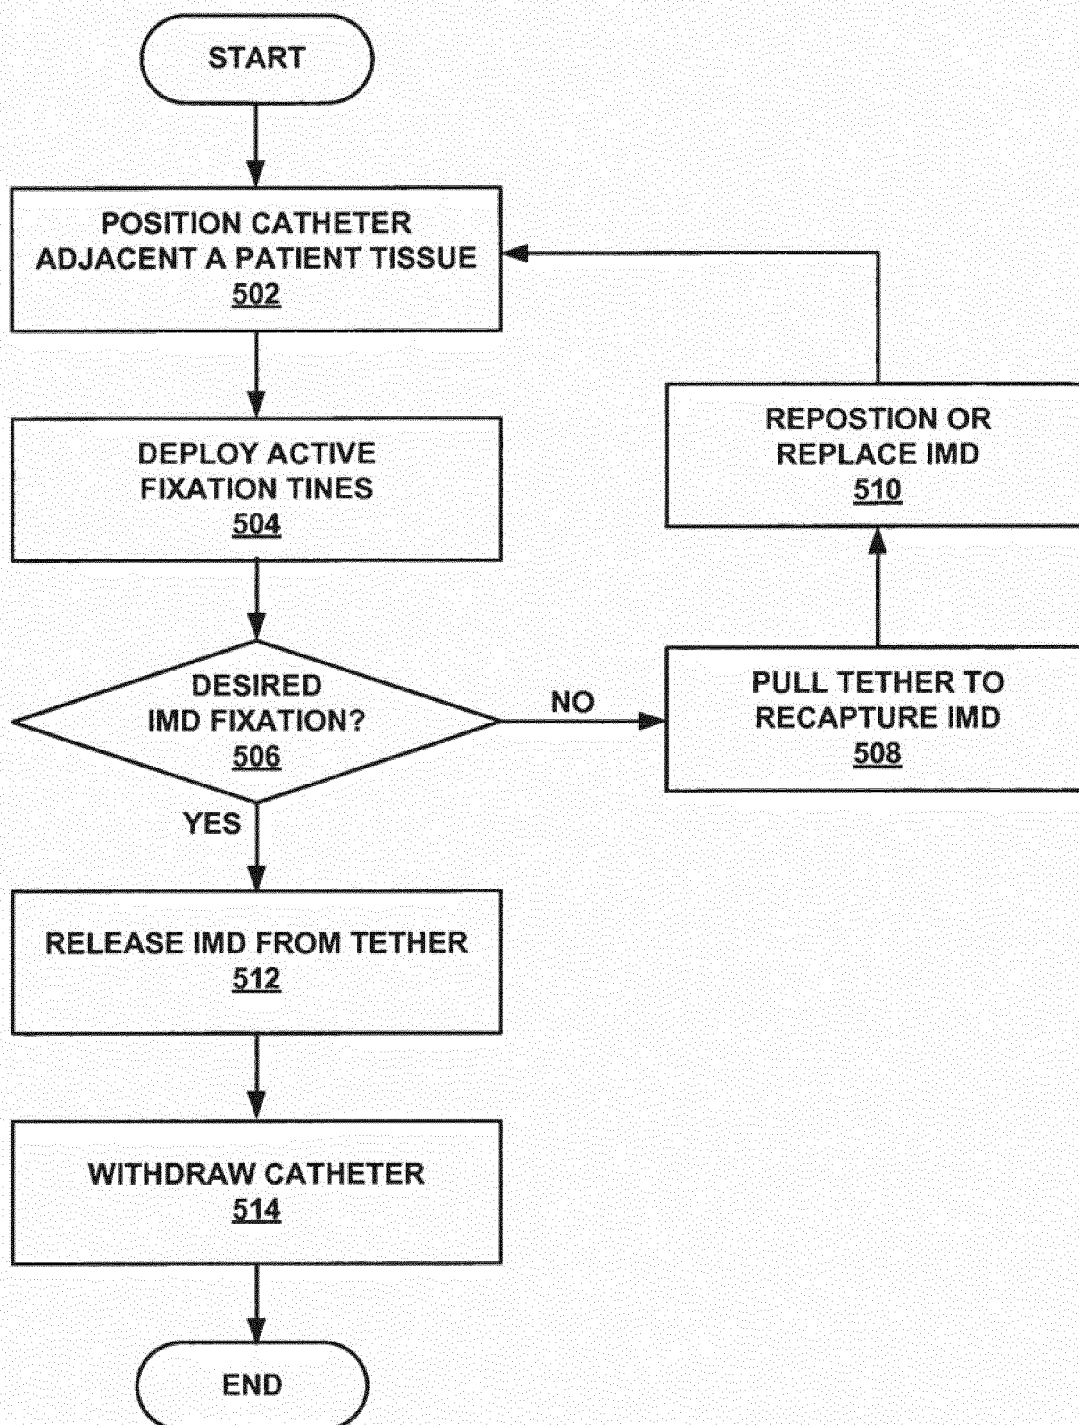 START
POSITION CATHETER
ADJACENT A PATIENT TISSUE
502
DEPLOY ACTIVE
FIXATION TINES
504
DESIRED
IMD FIXATION?
506
NO
PULL TETHER TO
RECAPTURE IMD
508
REPOSTION OR
REPLACE IMD
510
YES
RELEASE IMD FROM TETHER
512
WITHDRAW CATHETER
514
END